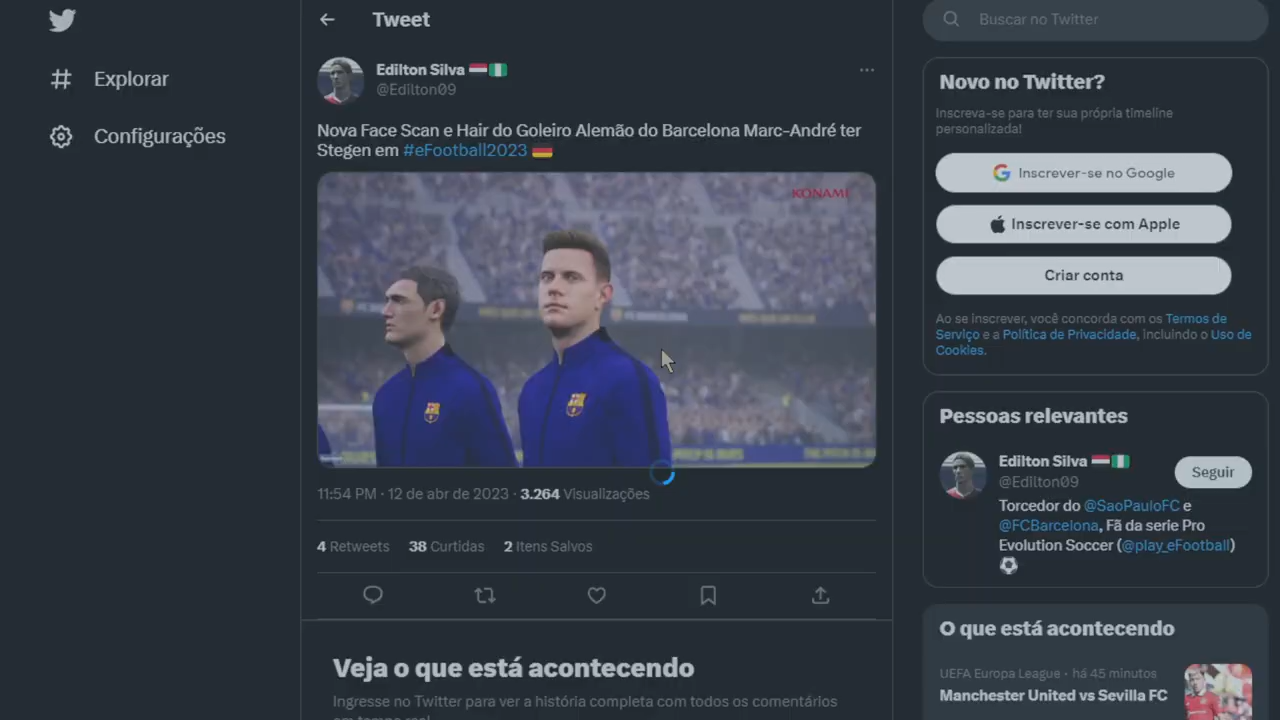 Tweet
Buscar no Twitter
Explorar
Configurações
Edilton Silva
@Edilton09
Nova Face Scan e Hair do Goleiro Alemão do Barcelona Marc-André ter
Stegen em #eFootball2023
KONAMI
11:54 PM · 12 de abr de 2023 · 3.264 Visualizações
4 Retweets 38 Curtidas 2 Itens Salvos
Veja o que está acontecendo
Ingresse no Twitter para ver a história completa com todos os comentários
Novo no Twitter?
Inscreva-se para ter sua própria timeline
personalizada!
Inscrever-se no Google
Inscrever-se com Apple
Criar conta
Ao se inscrever, você concorda com os Termos de
Serviço e a Política de Privacidade, incluindo o Uso de
Cookies.
Pessoas relevantes
Edilton Silva
@Edilton09
Seguir
Torcedor do @SaoPauloFC e
@FCBarcelona, Fã da serie Pro
Evolution Soccer (@play_eFootball)
O que está acontecendo
UEFA Europa League · há 45 minutos
Manchester United vs Sevilla FC